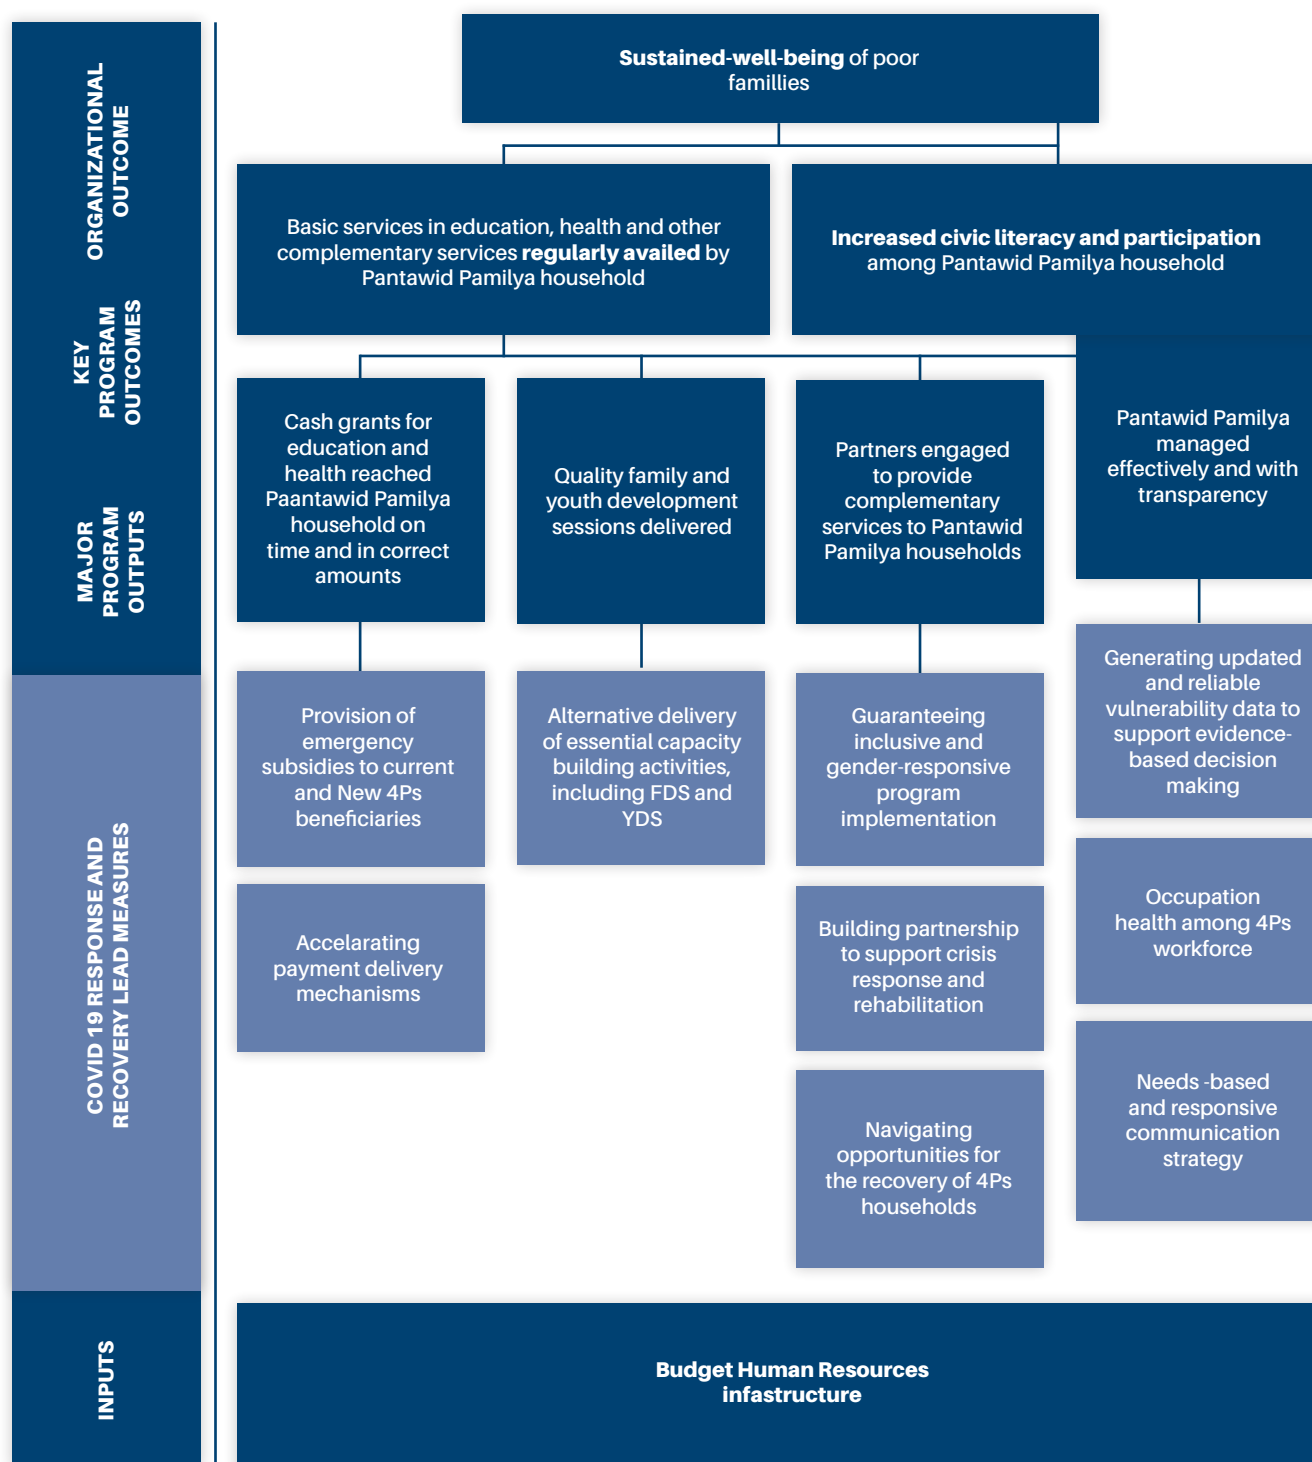 ORGANIZATIONAL
OUTCOME
KEY
PROGRAM
OUTCOMES
MAJOR
PROGRAM
OUTPUTS
COVID 19 RESPONSE AND
RECOVERY LEAD MEASURES
INPUTS
Sustained-well-being of poor
famillies
Basic services in education, health and other
complementary services regularly availed by
Pantawid Pamilya household
Increased civic literacy and participation
among Pantawid Pamilya household
Cash grants for
education and
health reached
Paantawid Pamilya
household on
time and in correct
amounts
Quality family and
youth development
sessions delivered
Partners engaged
to provide
complementary
services to Pantawid
Pamilya households
Pantawid Pamilya
managed
effectively and with
transparency
Provision of
emergency
subsidies to current
and New 4Ps
beneficiaries
Alternative delivery
of essential capacity
building activities,
including FDS and
YDS
Guaranteeing
inclusive and
gender-responsive
program
implementation
Generating updated
and reliable
vulnerability data to
support evidence-
based decision
making
Accelarating
payment delivery
mechanisms
Building partnership
to support crisis
response and
rehabilitation
Occupation
health among 4Ps
workforce
Navigating
opportunities for
the recovery of 4Ps
households
Needs -based
and responsive
communication
strategy
Budget Human Resources
infastructure